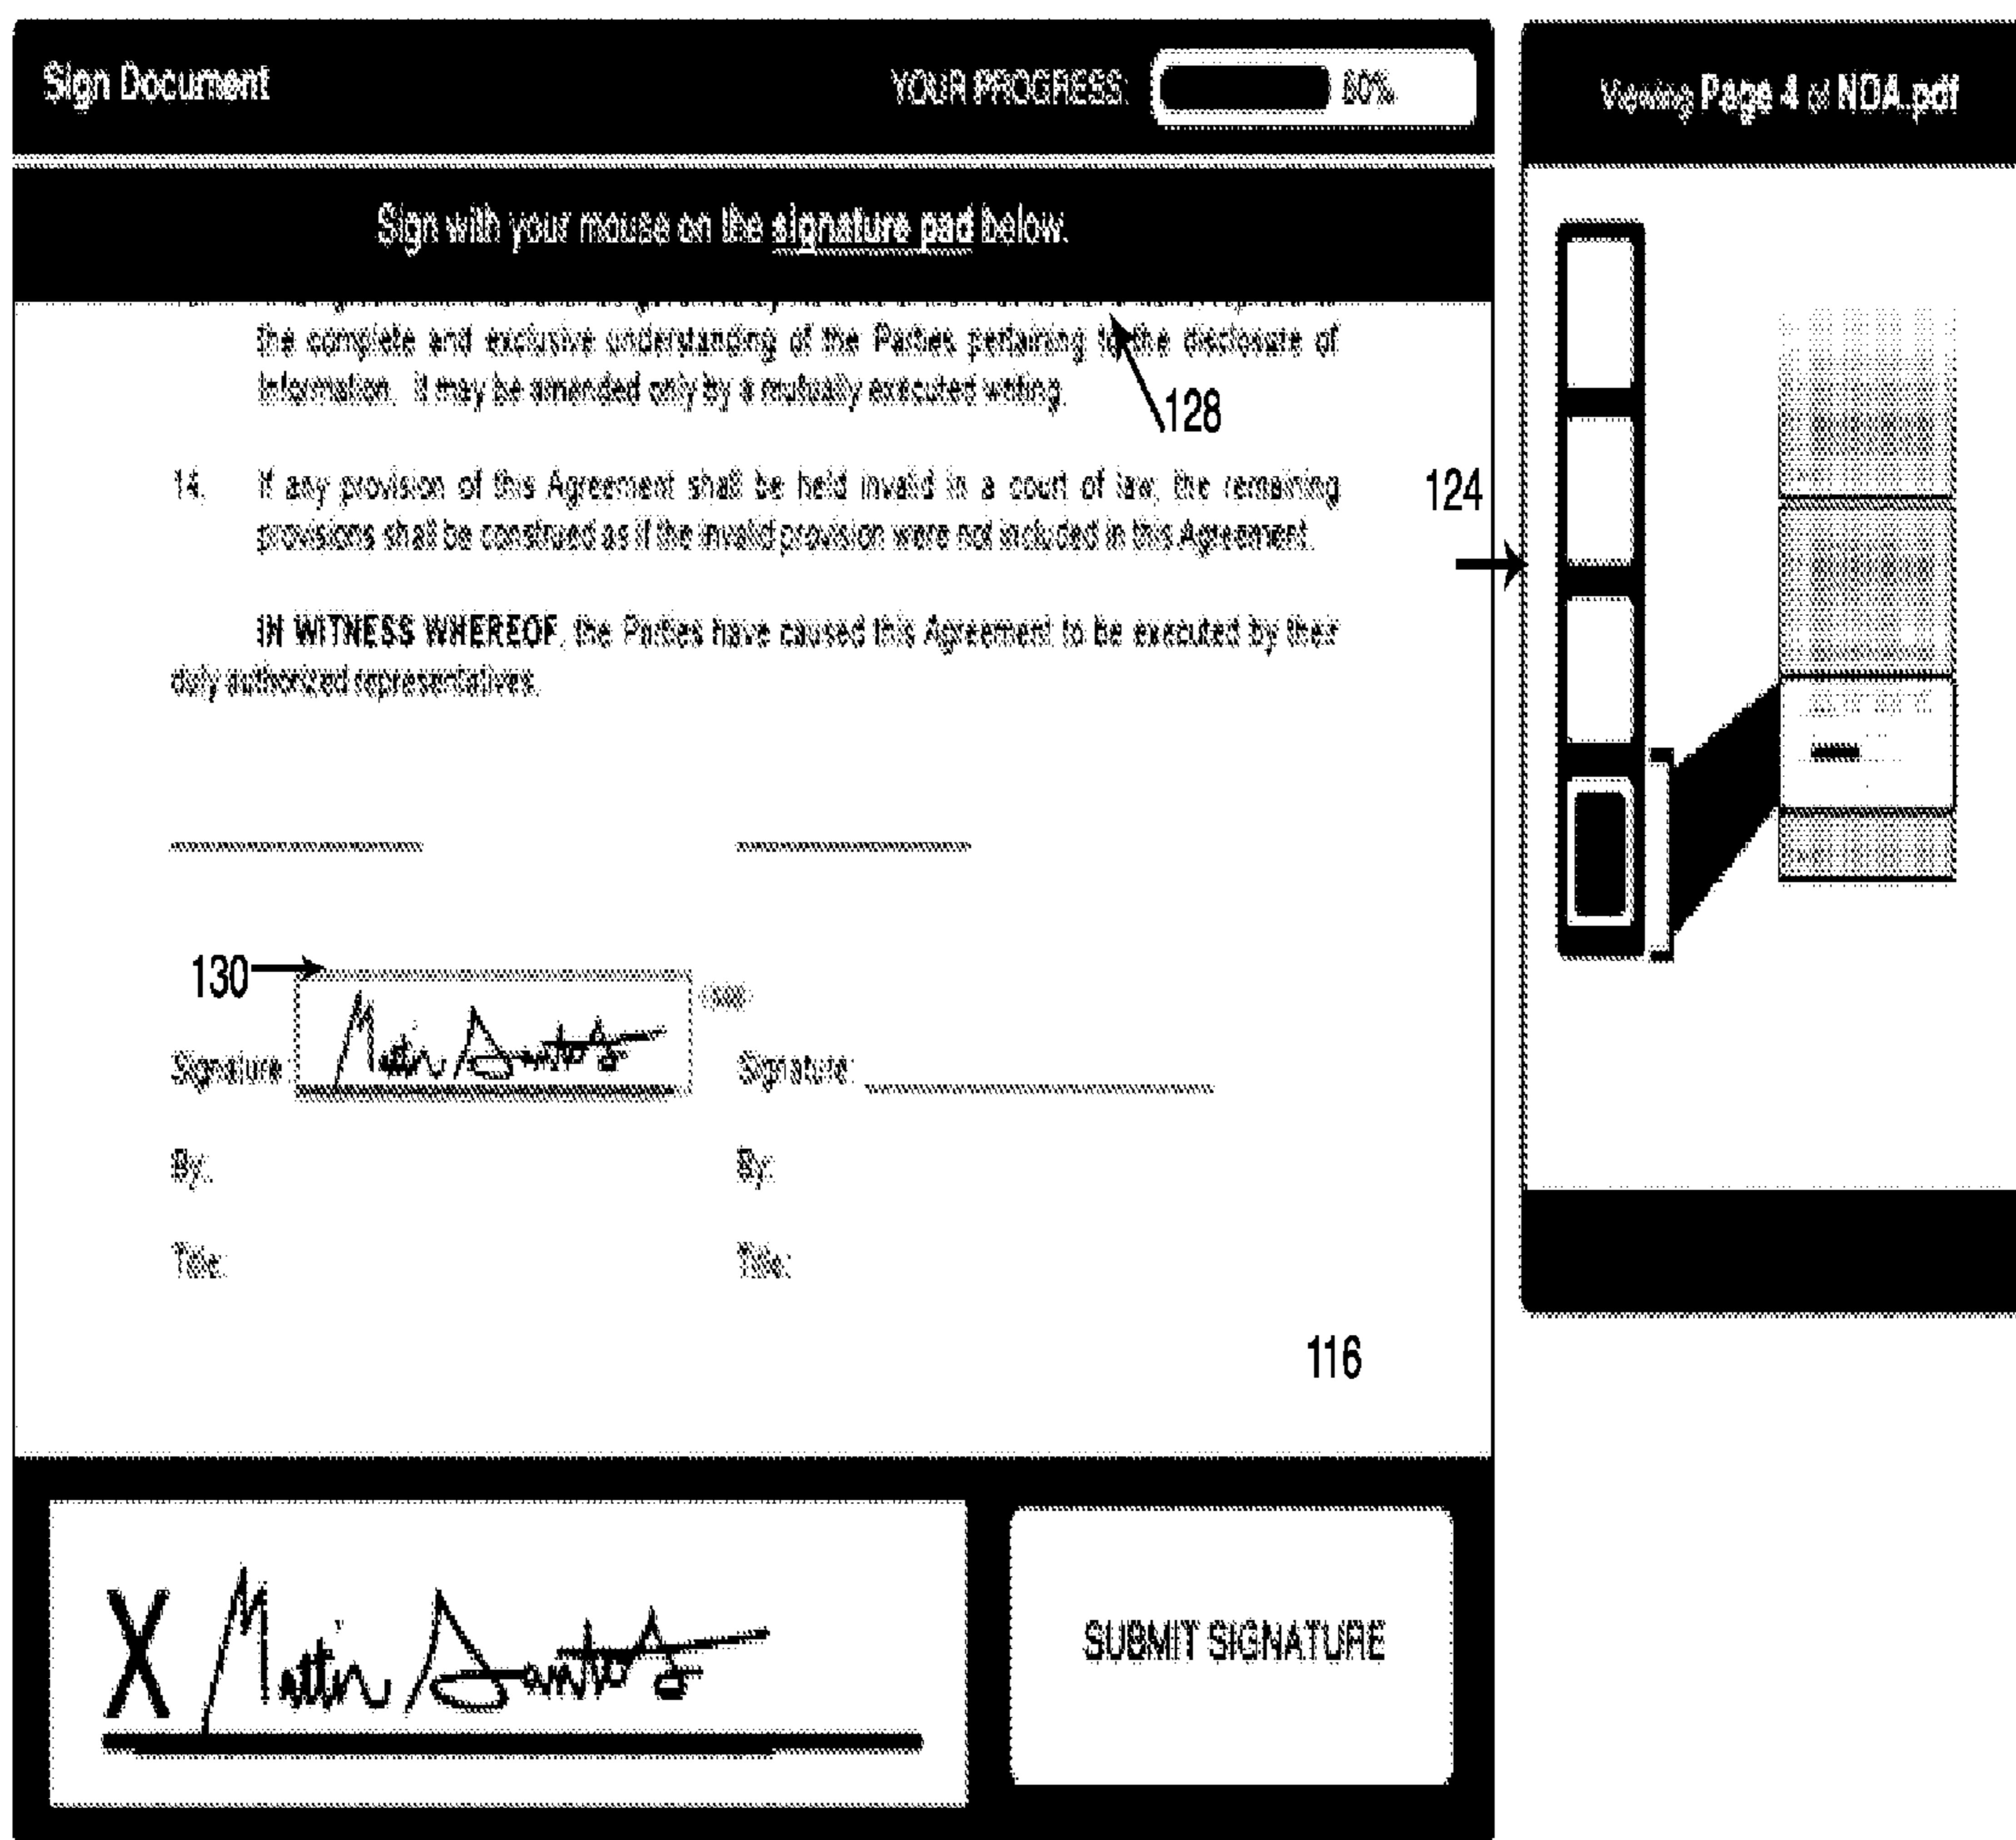 Sign Document
YOUR PROGRESS:
Viewing Page 4 of NDA.pdf
Sign with your mouse on the signature pad below.
the complete and exclusive understanding of the Parties pertaining to the disclosure of
Information. It may be amended only by a mutually executed writing.
128
14. If any provision of this Agreement shall be held invalid in a court of law, the remaining
provisions shall be construed as if the invalid provision were not included in this Agreement.
124
IN WITNESS WHEREOF, the Parties have caused this Agreement to be executed by their
duly authorized representatives.
130
Signature: Signature:
By: By:
Title: Title:
116
X
SUBMIT SIGNATURE